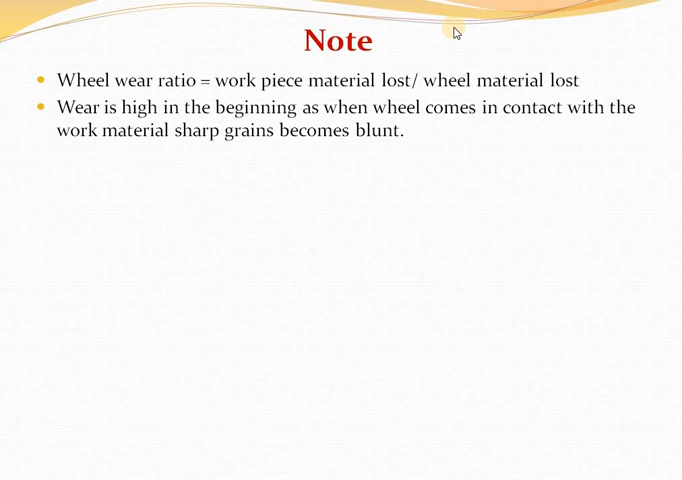 Note
• Wheel wear ratio = work piece material lost/ wheel material lost
• Wear is high in the beginning as when wheel comes in contact with the
work material sharp grains becomes blunt.